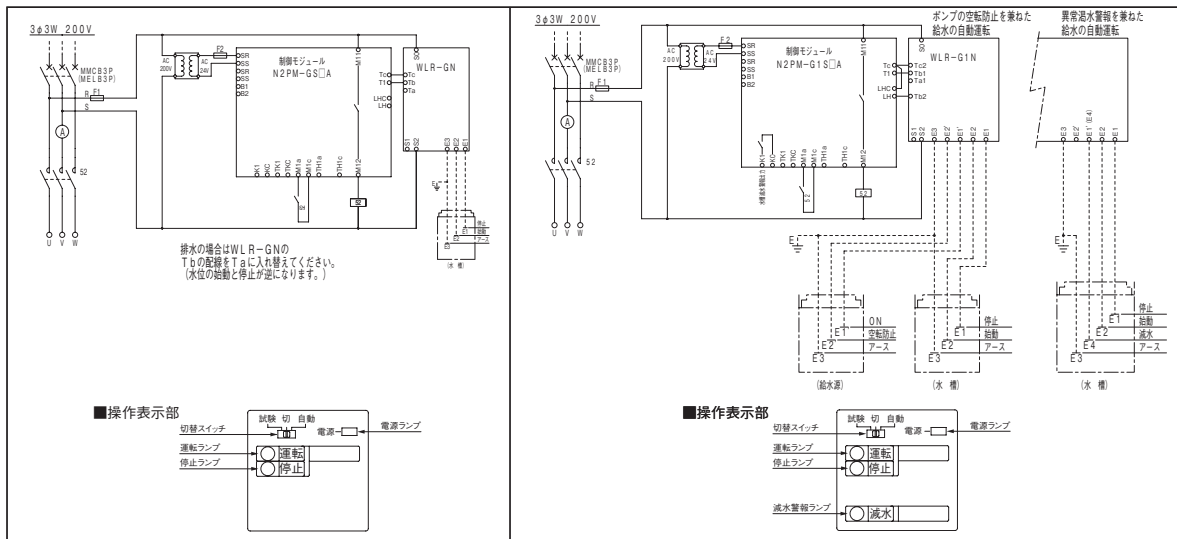 3φ3W 200V
MMCB3P
(MELB3P)
R F1
S
A
52
U V W
AC
200V
AC
24V
F2
SR
SS
SR
SS
B1
B2
制御モジュール
N2PM-GS□A
M11
Tc
T1
LHC
LH
K1
KC
TK1
TKC
M1a
M1c
TH1a
TH1c
M12
52
52
WLR-GN
S0
Tc
Tb
Ta
S1
S2
E3
E2
E1
E
停止
E1
始動
E2
アース
E3
(水 槽)
排水の場合はWLR-GNの
Tbの配線をTaに入れ替えてください。
(水位の始動と停止が逆になります。)
■操作表示部
試験 切 自動
切替スイッチ
電源
電源ランプ
運転ランプ
運転
停止ランプ
停止
3φ3W 200V
MMCB3P
(MELB3P)
R F1
S
A
52
U V W
AC
200V
AC
24V
F2
SR
SS
SR
SS
B1
B2
制御モジュール
N2PM-G1S□A
M11
Tc
T1
LHC
LH
K1
KC
TK1
TKC
M1a
M1c
TH1a
TH1c
M12
52
52
ポンプの空転防止を兼ねた
給水の自動運転
WLR-G1N
S0
Tc2
Tb1
Ta1
Tb2
S1
S2
E3
E2'
E1'
E2
E1
異常渇水警報を兼ねた
給水の自動運転
E3
E2'
E1'(E4)
E2
E1
E
E1 ON
E2 空転防止
E3 アース
(給水源)
E1 停止
E2 始動
E3 アース
(水 槽)
E
E1 停止
E2 始動
E4 減水
E3 アース
(水 槽)
■操作表示部
試験 切 自動
切替スイッチ
電源
電源ランプ
運転ランプ
運転
停止ランプ
停止
減水警報ランプ
減水